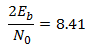 2E_b / N_0 = 8.41